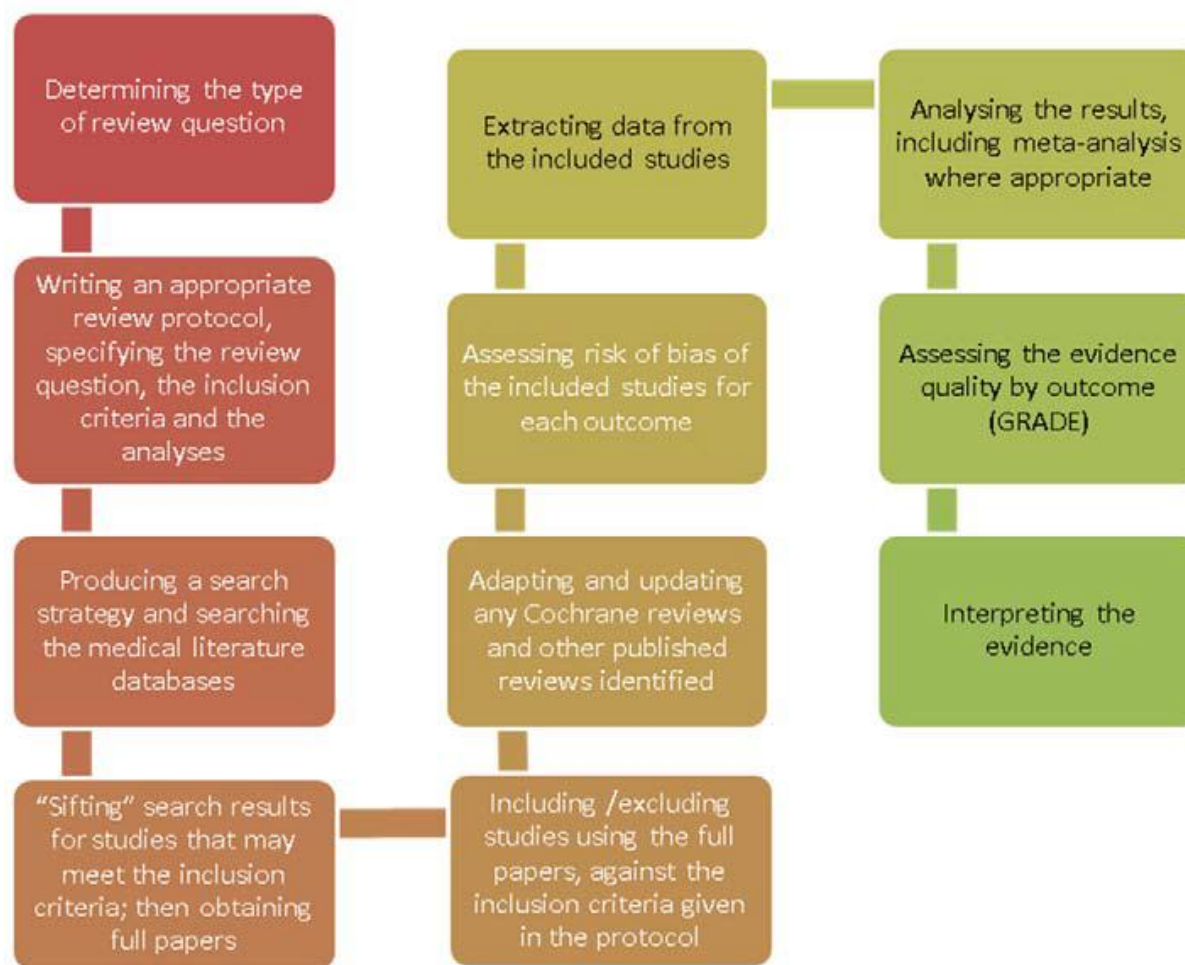 Determining the type
of review question
Writing an appropriate
review protocol,
specifying the review
question, the inclusion
criteria and the
analyses
Producing a search
strategy and searching
the medical literature
databases
“Sifting” search results
for studies that may
meet the inclusion
criteria; then obtaining
full papers
Including /excluding
studies using the full
papers, against the
inclusion criteria given
in the protocol
Adapting and updating
any Cochrane reviews
and other published
reviews identified
Assessing risk of bias of
the included studies for
each outcome
Extracting data from
the included studies
Analysing the results,
including meta-analysis
where appropriate
Assessing the evidence
quality by outcome
(GRADE)
Interpreting the
evidence